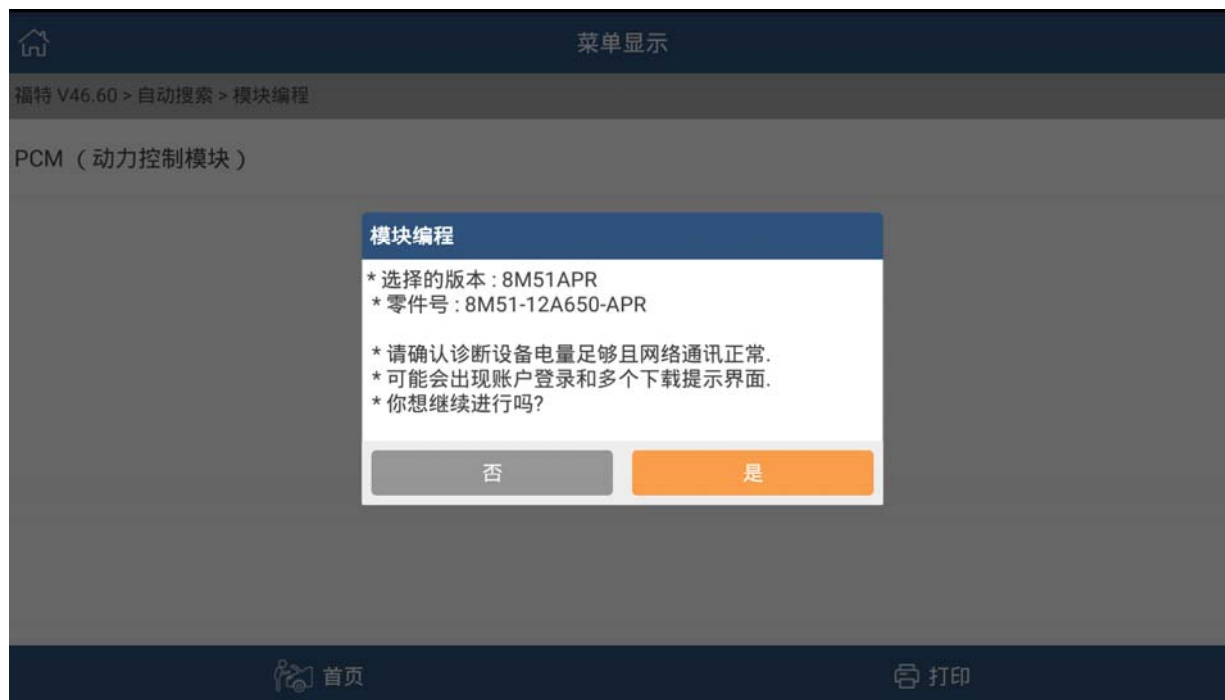 菜单显示
福特 V46.60 > 自动搜索 > 模块编程
PCM （动力控制模块）
模块编程
* 选择的版本 : 8M51APR
* 零件号 : 8M51-12A650-APR
* 请确认诊断设备电量足够且网络通讯正常.
* 可能会出现账户登录和多个下载提示界面.
* 你想继续进行吗?
否 是
首页 打印